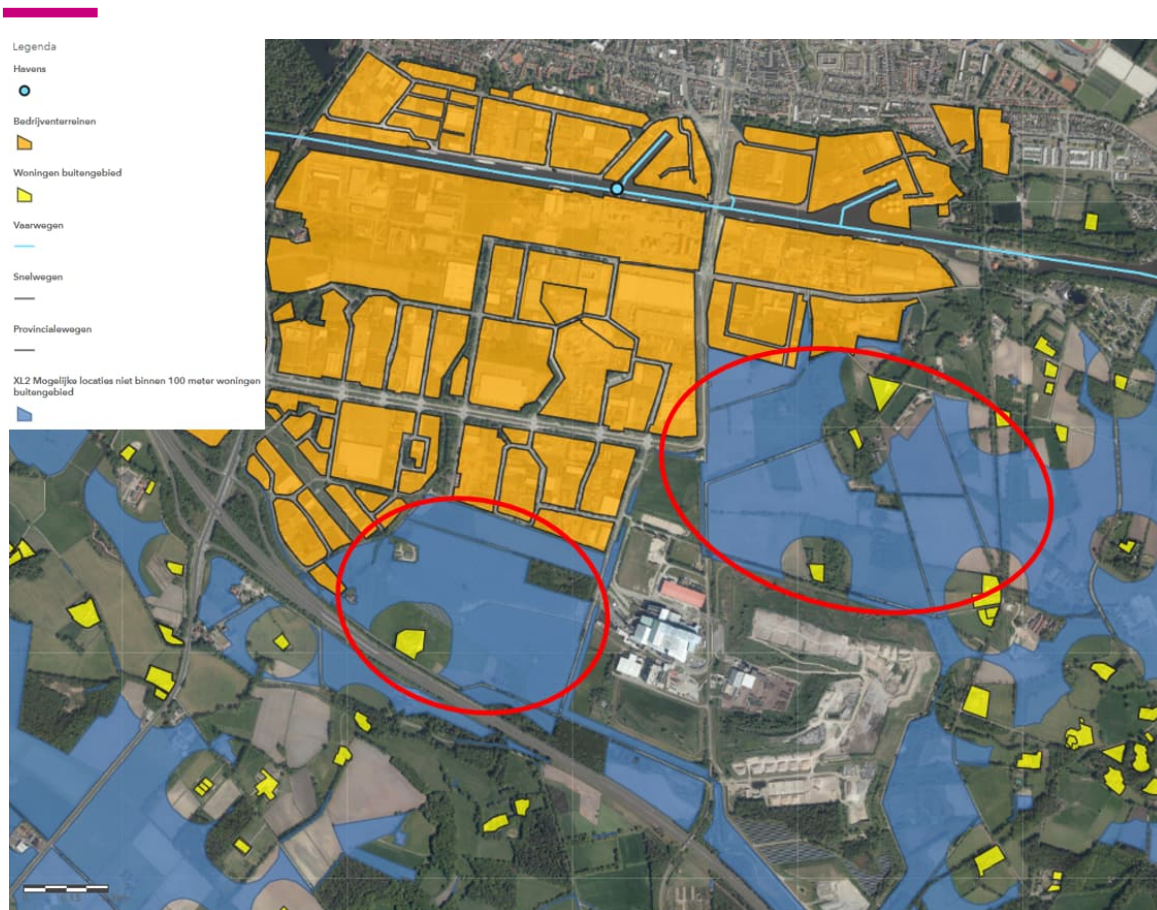 Legenda
Havens
Bedrijventerreinen
Woningen buitengebied
Vaarwegen
Snelwegen
Provincialewegen
XL2 Mogelijke locaties niet binnen 100 meter woningen
buitengebied